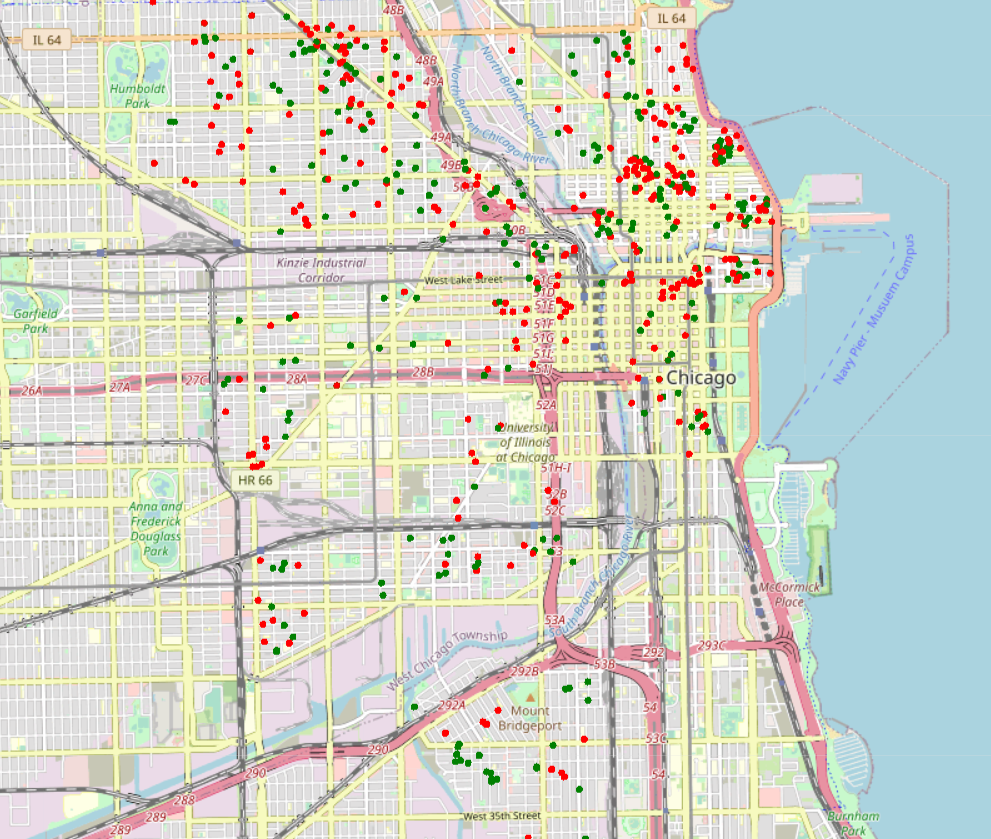 48B
IL 64
IL 64
48B
49A
Humboldt
Park
North Branch Canal
North Branch Chicago River
49A
49B
50B
Kinzie Industrial
Corridor
West Lake Street
51C
51D
51E
51F
51G
51I
51J
Garfield
Park
Navy Pier - Musuem Campus
26A
27A
27C
28A
28B
Chicago
52A
University
of Illinois
at Chicago
51H-I
HR 66
52B
52C
Anna and
Frederick
Douglass
Park
53
South Branch Chicago River
McCormick
Place
53A
West Chicago Township
292B
53B
292
293C
292A
Mount
Bridgeport
54
53C
290
290
54
288
289
289
West 35th Street
Burnham
Park